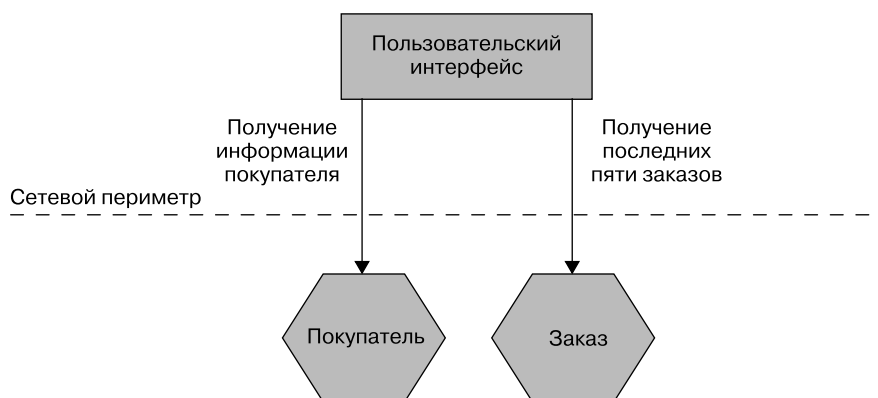 Пользовательский
интерфейс
Получение
информации
покупателя
Получение
последних
пяти заказов
Сетевой периметр
Покупатель
Заказ